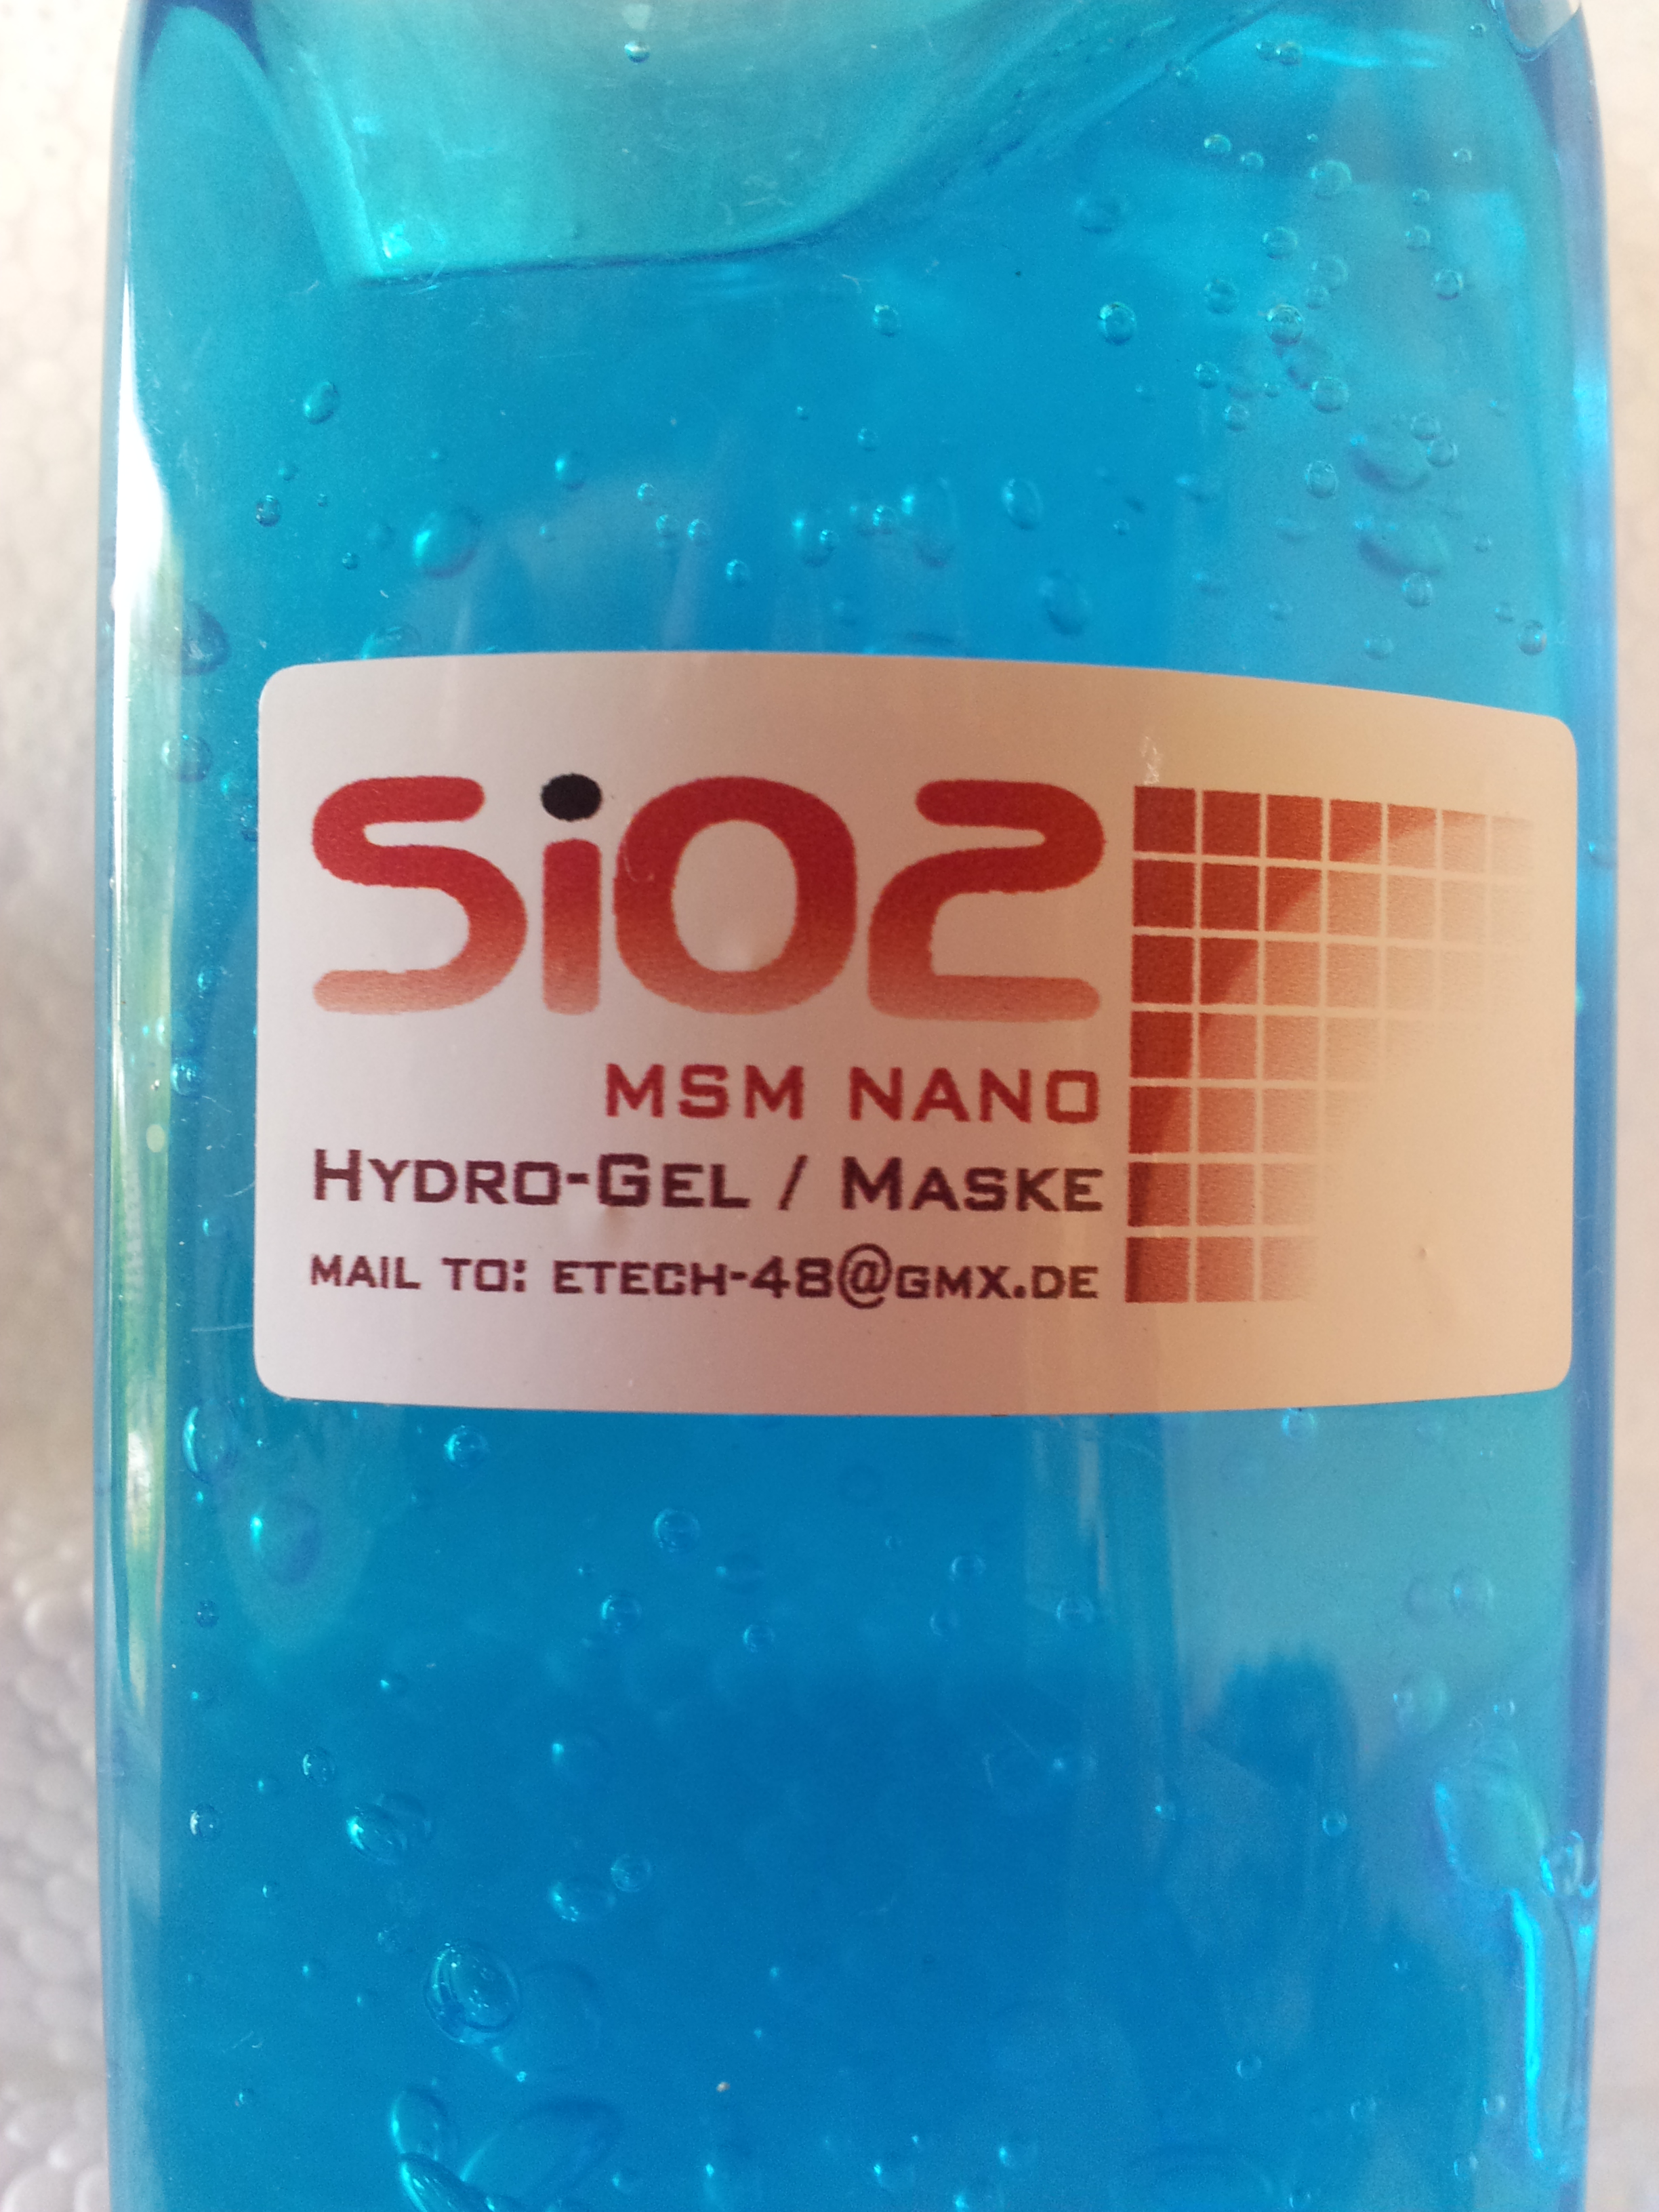 SiO2
MSM NANO
HYDRO-GEL / MASKE
MAIL TO: ETECH-48@GMX.DE